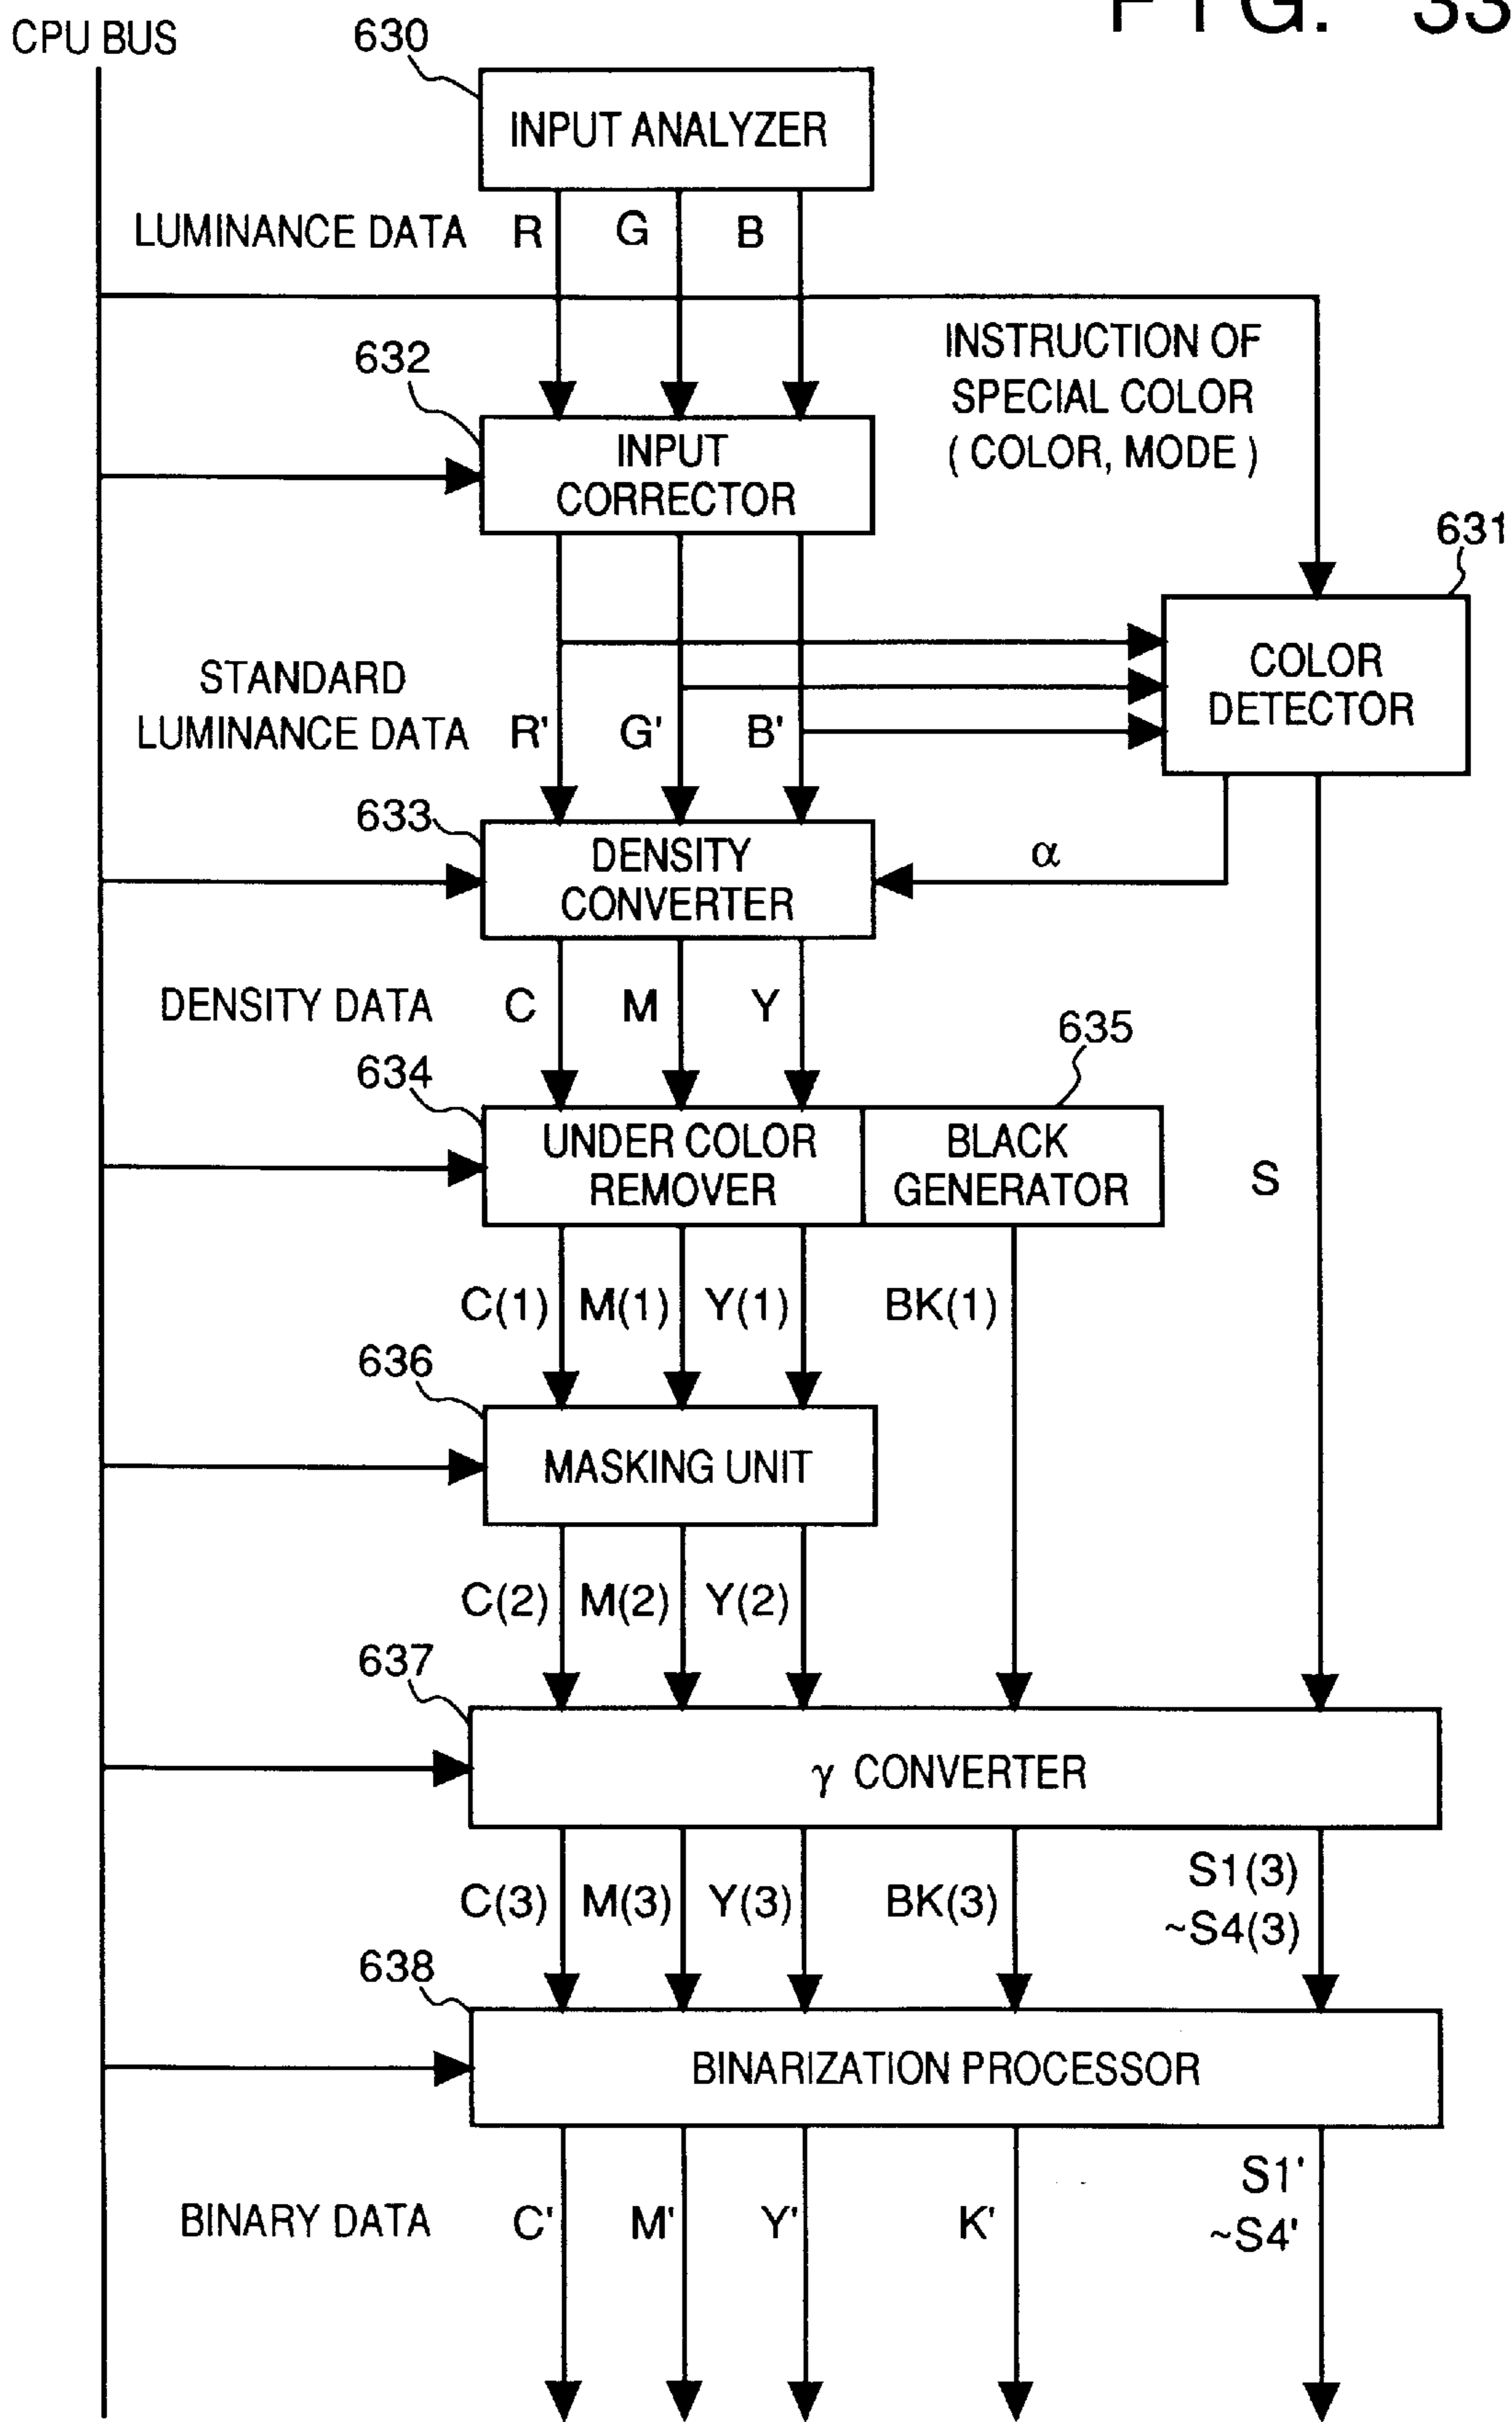 FIG. 33
CPU BUS
630
INPUT ANALYZER
LUMINANCE DATA R G B
632
INSTRUCTION OF
SPECIAL COLOR
( COLOR, MODE )
INPUT
CORRECTOR
631
COLOR
DETECTOR
STANDARD
LUMINANCE DATA R' G' B'
633
DENSITY
CONVERTER
α
DENSITY DATA C M Y
634
635
UNDER COLOR
REMOVER
BLACK
GENERATOR
S
C(1) M(1) Y(1) BK(1)
636
MASKING UNIT
C(2) M(2) Y(2)
637
γ CONVERTER
C(3) M(3) Y(3) BK(3)
S1(3)
~S4(3)
638
BINARIZATION PROCESSOR
BINARY DATA C' M' Y' K'
S1'
~S4'